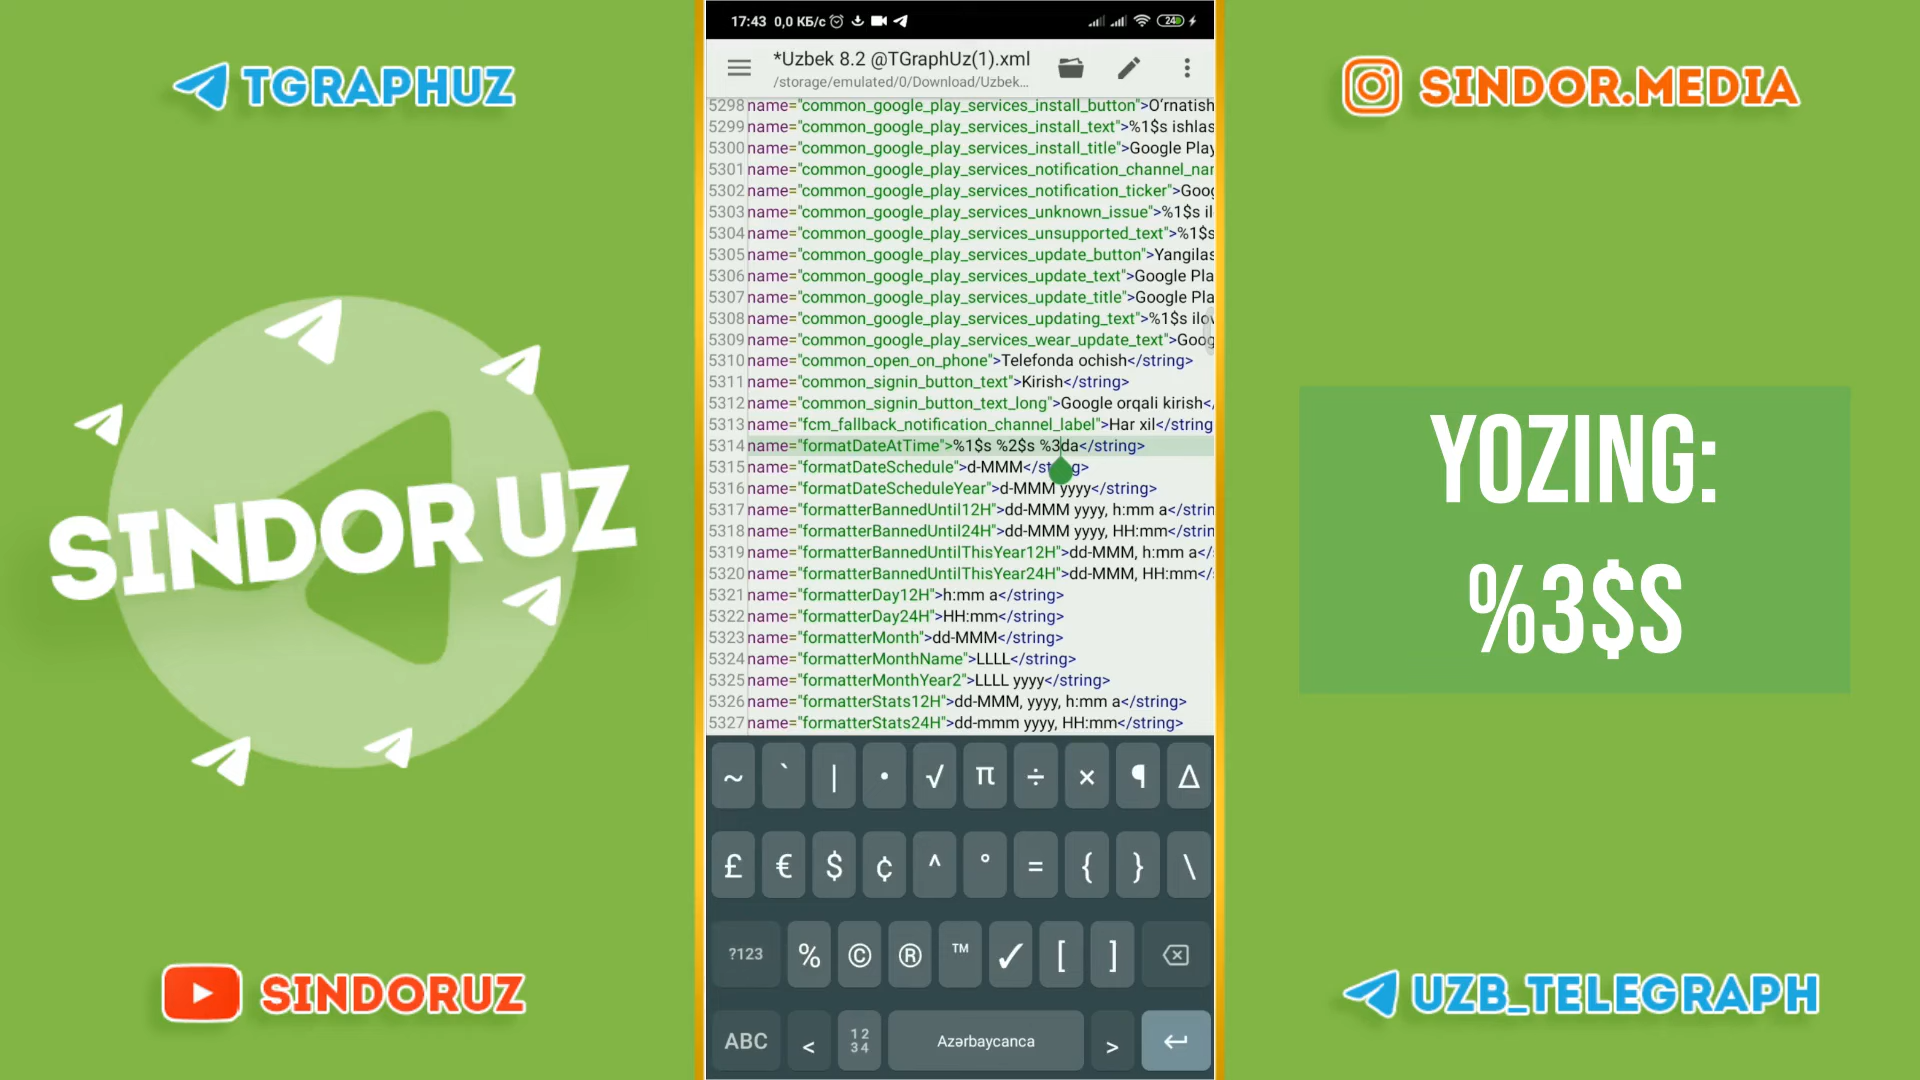 TGRAPHUZ
SINDOR UZ
SINDORUZ
17:43 0,0 КБ/с
24
*Uzbek 8.2 @TGraphUz(1).xml
/storage/emulated/0/Download/Uzbek...
5298 name="common_google_play_services_install_button">O'rnatish
5299 name="common_google_play_services_install_text">%1$s ishlas
5300 name="common_google_play_services_install_title">Google Play
5301 name="common_google_play_services_notification_channel_nar
5302 name="common_google_play_services_notification_ticker">Goog
5303 name="common_google_play_services_unknown_issue">%1$s il
5304 name="common_google_play_services_unsupported_text">%1$s
5305 name="common_google_play_services_update_button">Yangilas
5306 name="common_google_play_services_update_text">Google Pla
5307 name="common_google_play_services_update_title">Google Pla
5308 name="common_google_play_services_updating_text">%1$s ilov
5309 name="common_google_play_services_wear_update_text">Goog
5310 name="common_open_on_phone">Telefonda ochish</string>
5311 name="common_signin_button_text">Kirish</string>
5312 name="common_signin_button_text_long">Google orqali kirish</
5313 name="fcm_fallback_notification_channel_label">Har xil</string
5314 name="formatDateAtTime">%1$s %2$s %3da</string>
5315 name="formatDateSchedule">d-MMM</string>
5316 name="formatDateScheduleYear">d-MMM yyyy</string>
5317 name="formatterBannedUntil12H">dd-MMM yyyy, h:mm a</strin
5318 name="formatterBannedUntil24H">dd-MMM yyyy, HH:mm</strin
5319 name="formatterBannedUntilThisYear12H">dd-MMM, h:mm a</
5320 name="formatterBannedUntilThisYear24H">dd-MMM, HH:mm</
5321 name="formatterDay12H">h:mm a</string>
5322 name="formatterDay24H">HH:mm</string>
5323 name="formatterMonth">dd-MMM</string>
5324 name="formatterMonthName">LLLL</string>
5325 name="formatterMonthYear2">LLLL yyyy</string>
5326 name="formatterStats12H">dd-MMM, yyyy, h:mm a</string>
5327 name="formatterStats24H">dd-mmm yyyy, HH:mm</string>
~ ` | • √ π ÷ × ¶ Δ
£ € $ ¢ ^ ° = { } \
?123 % © ® ™ ✓ [ ]
ABC < 12 34 Azərbaycanca >
SINDOR.MEDIA
YOZING:
%3$S
UZB_TELEGRAPH